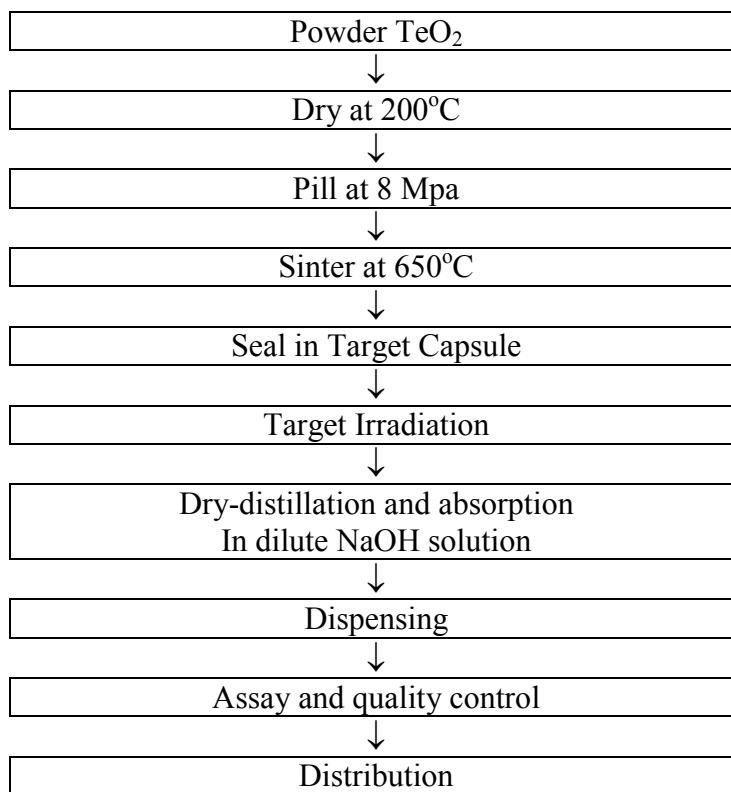 Powder TeO₂
↓
Dry at 200°C
↓
Pill at 8 Mpa
↓
Sinter at 650°C
↓
Seal in Target Capsule
↓
Target Irradiation
↓
Dry-distillation and absorption
In dilute NaOH solution
↓
Dispensing
↓
Assay and quality control
↓
Distribution